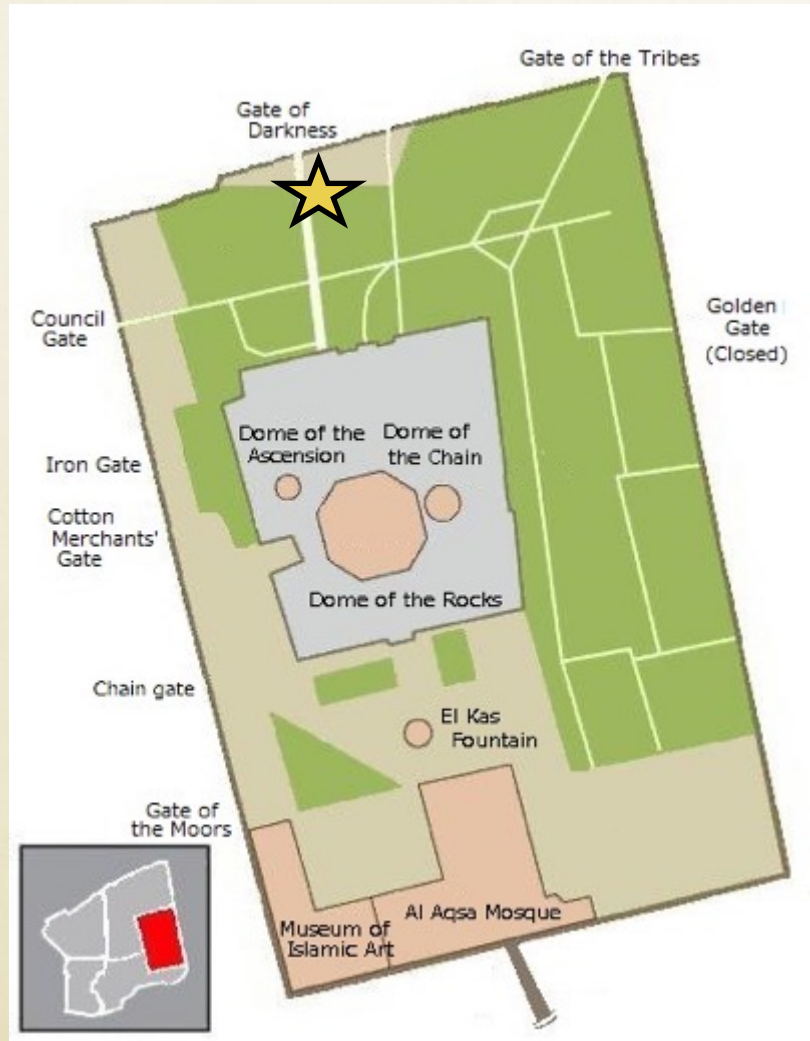 Gate of the Tribes
Gate of
Darkness
Council
Gate
Golden
Gate
(Closed)
Iron Gate
Dome of the
Ascension
Dome of
the Chain
Cotton
Merchants'
Gate
Dome of the Rocks
Chain gate
El Kas
Fountain
Gate of
the Moors
Museum of
Islamic Art
Al Aqsa Mosque